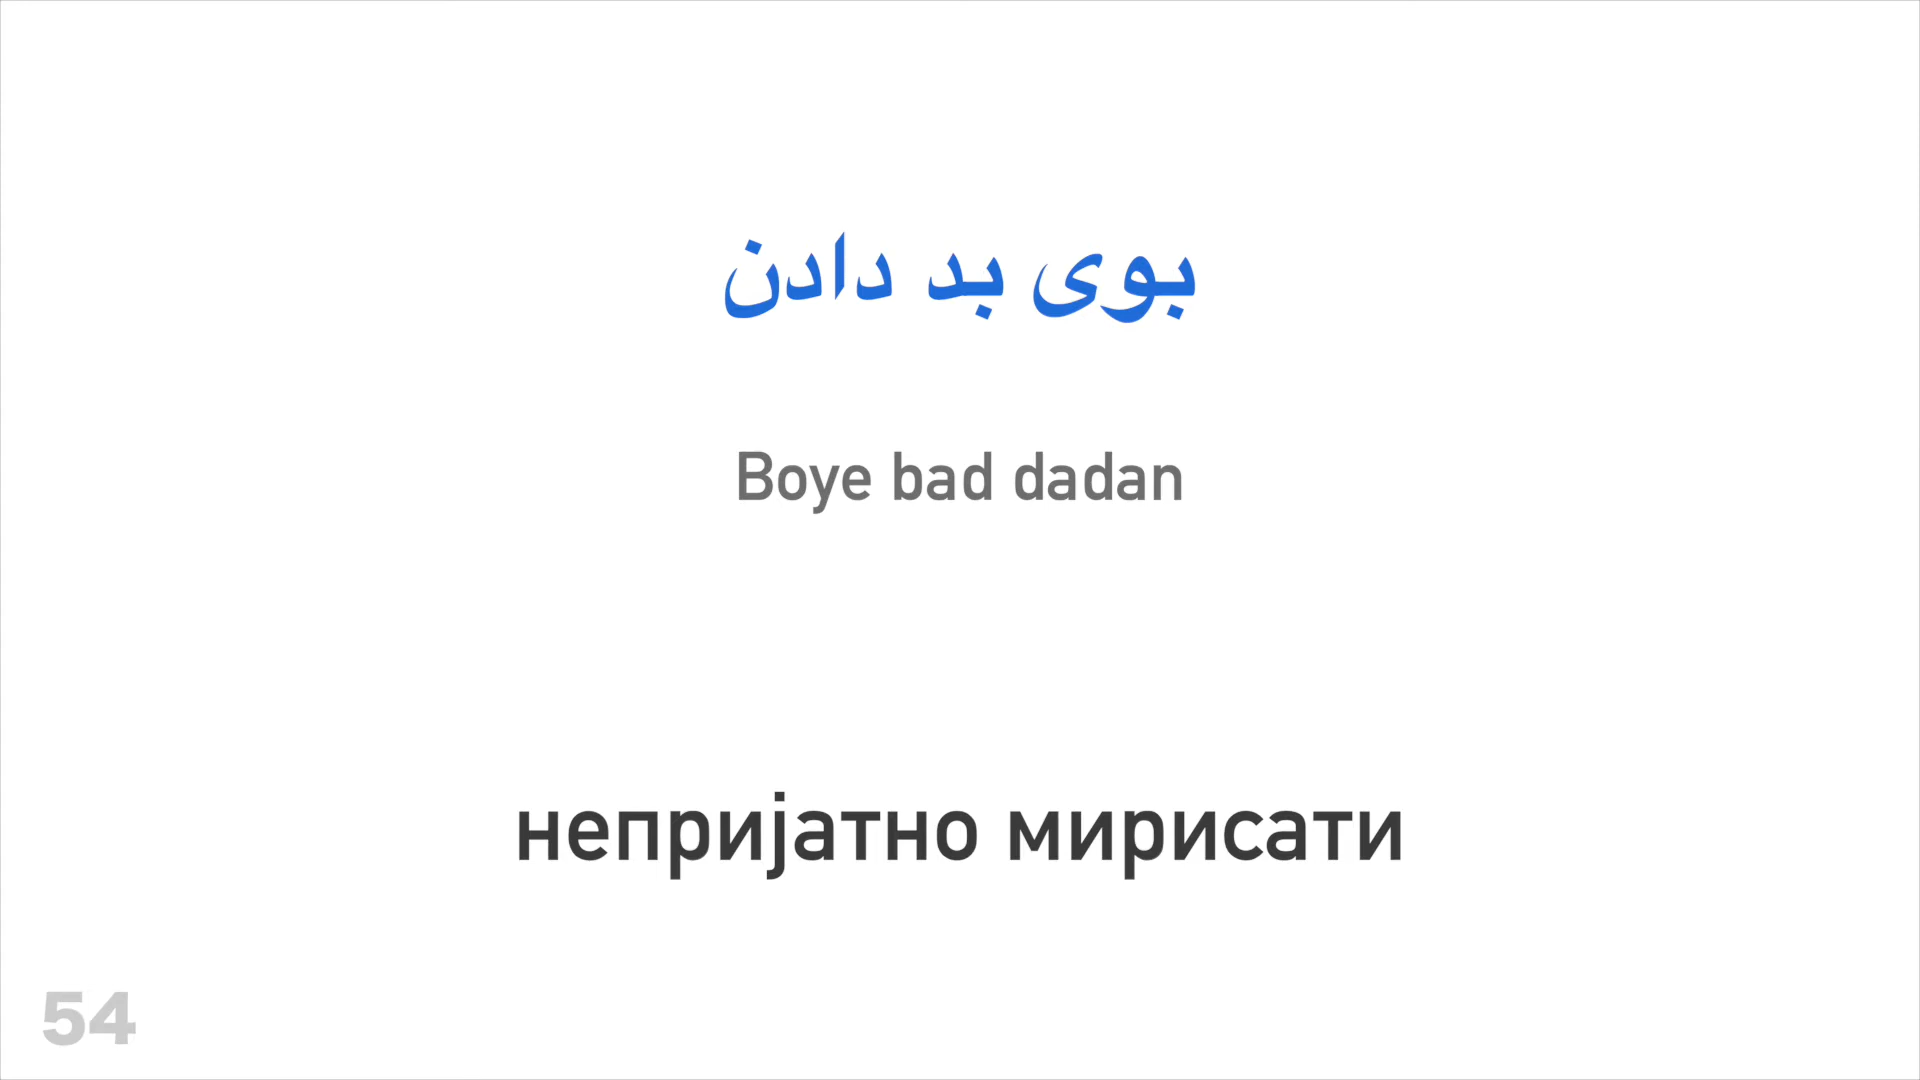 بوی بد دادن
Boye bad dadan
непријатно мирисати
54